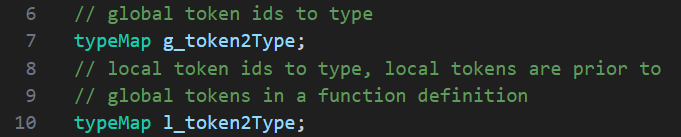 6 // global token ids to type
7 typeMap g_token2Type;
8 // local token ids to type, local tokens are prior to
9 // global tokens in a function definition
10 typeMap l_token2Type;